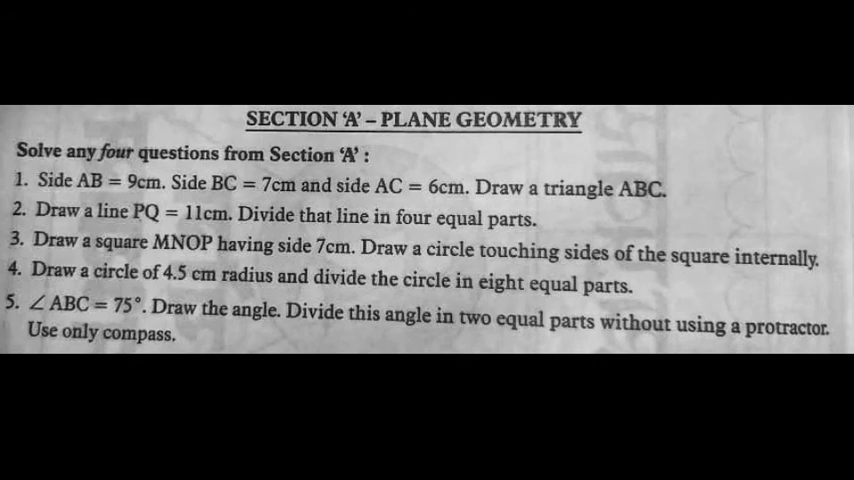 SECTION ‘A’ – PLANE GEOMETRY
Solve any four questions from Section ‘A’ :
1. Side AB = 9cm. Side BC = 7cm and side AC = 6cm. Draw a triangle ABC.
2. Draw a line PQ = 11cm. Divide that line in four equal parts.
3. Draw a square MNOP having side 7cm. Draw a circle touching sides of the square internally.
4. Draw a circle of 4.5 cm radius and divide the circle in eight equal parts.
5. ∠ABC = 75°. Draw the angle. Divide this angle in two equal parts without using a protractor.
Use only compass.